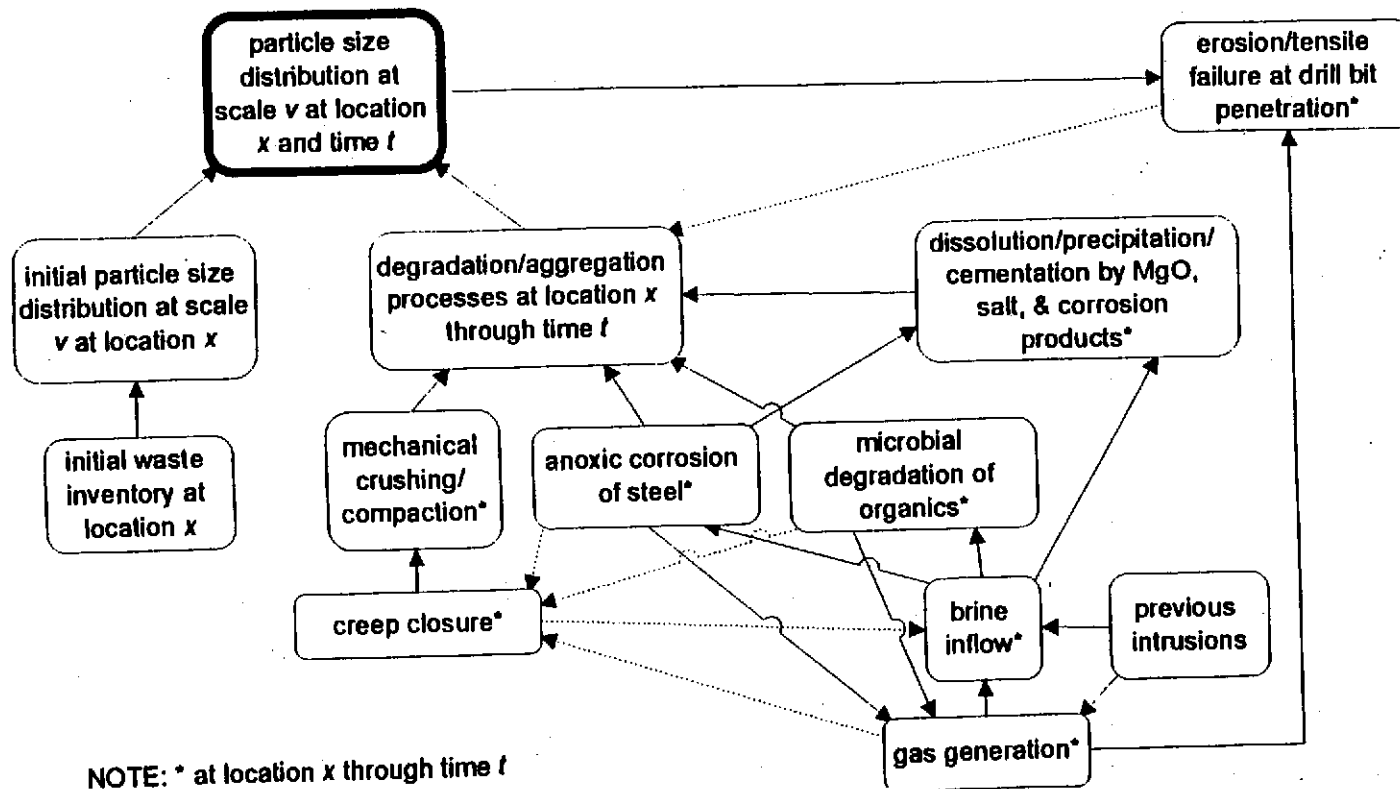 particle size
distribution at
scale v at location
x and time t
erosion/tensile
failure at drill bit
penetration*
initial particle size
distribution at scale
v at location x
degradation/aggregation
processes at location x
through time t
dissolution/precipitation/
cementation by MgO,
salt, & corrosion
products*
initial waste
inventory at
location x
mechanical
crushing/
compaction*
anoxic corrosion
of steel*
microbial
degradation of
organics*
creep closure*
brine
inflow*
previous
intrusions
gas generation*
NOTE: * at location x through time t